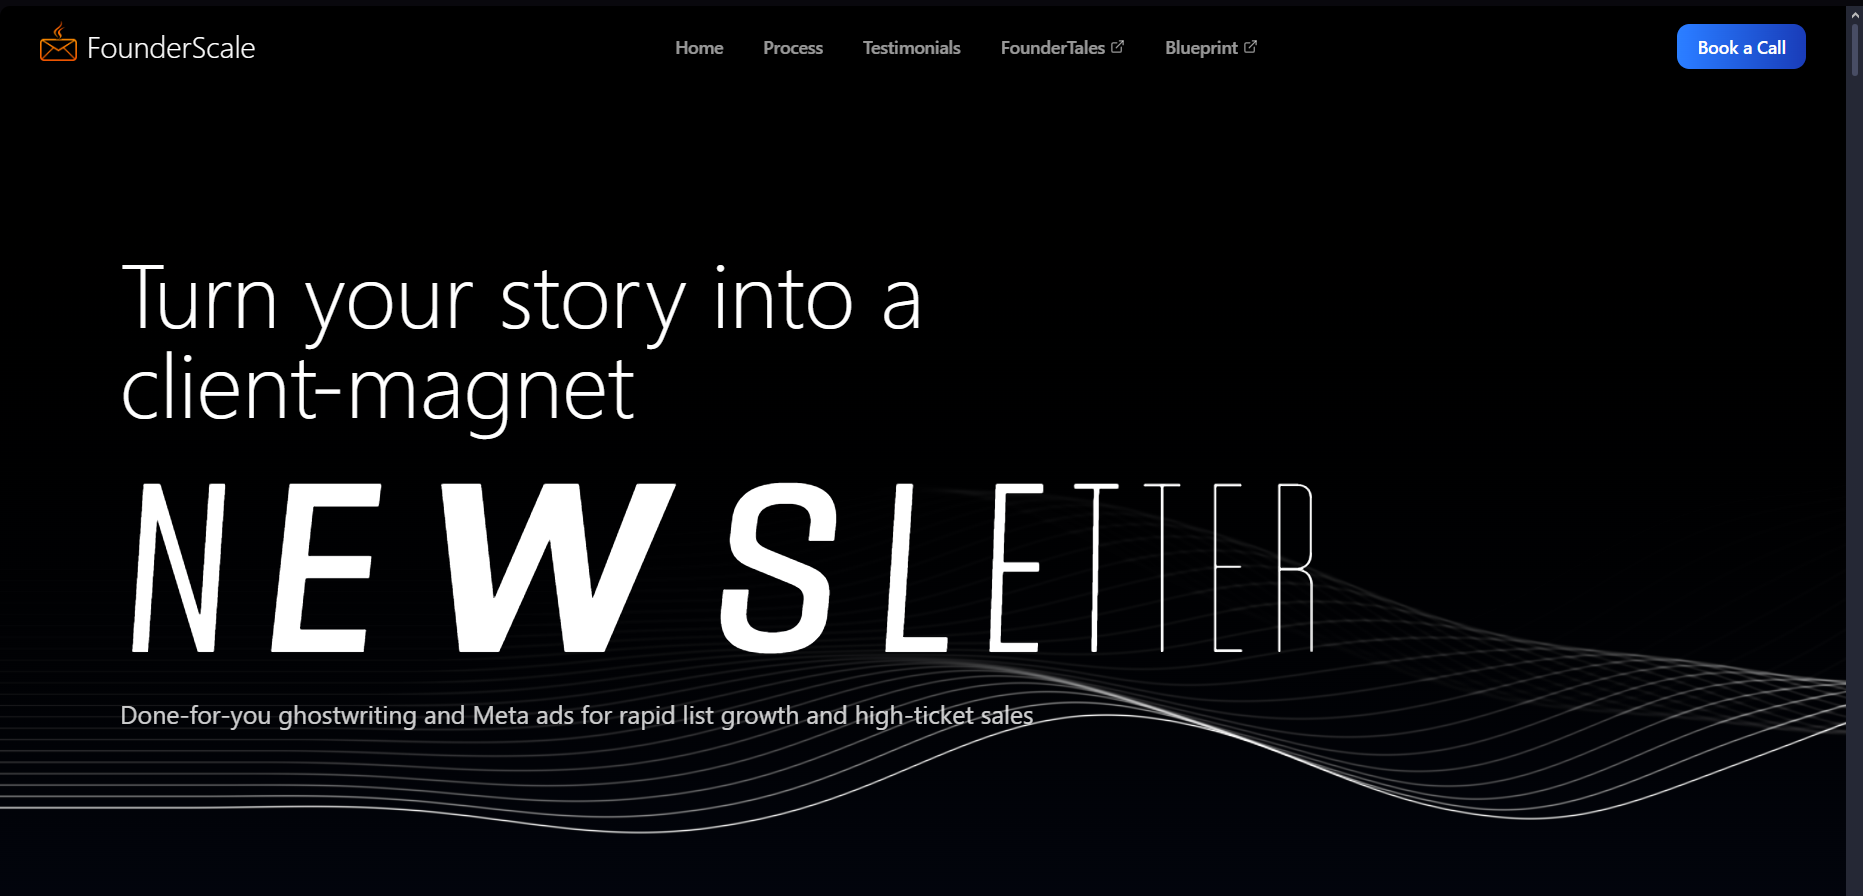 FounderScale
Home
Process
Testimonials
FounderTales
Blueprint
Book a Call
Turn your story into a
client-magnet
NEWSLETTER
Done-for-you ghostwriting and Meta ads for rapid list growth and high-ticket sales